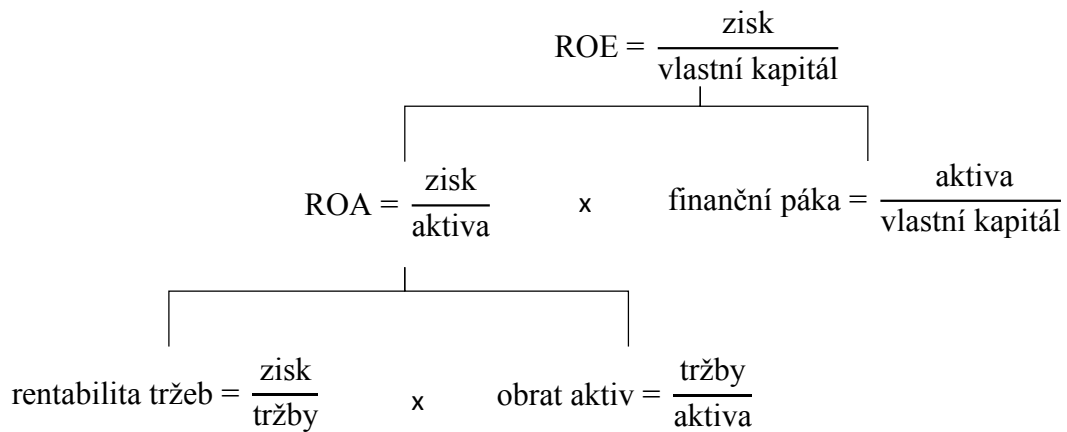 ROE = zisk / vlastní kapitál
ROA = zisk / aktiva x finanční páka = aktiva / vlastní kapitál
rentabilita tržeb = zisk / tržby x obrat aktiv = tržby / aktiva